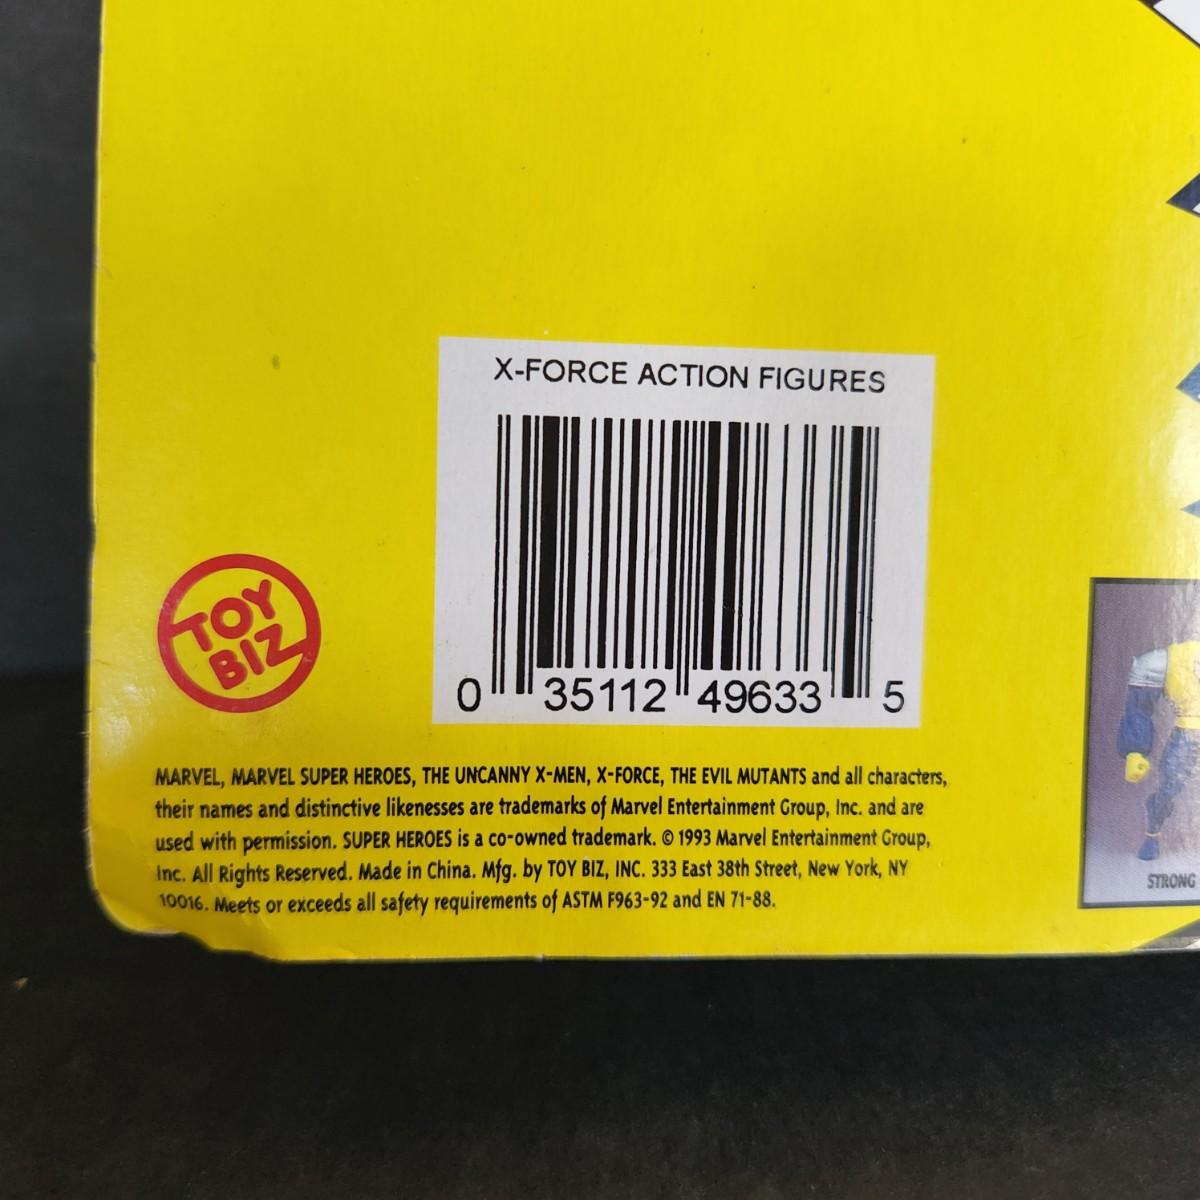 X-FORCE ACTION FIGURES
0 35112 49633 5
TOY
BIZ
MARVEL, MARVEL SUPER HEROES, THE UNCANNY X-MEN, X-FORCE, THE EVIL MUTANTS and all characters,
their names and distinctive likenesses are trademarks of Marvel Entertainment Group, Inc. and are
used with permission. SUPER HEROES is a co-owned trademark. © 1993 Marvel Entertainment Group,
Inc. All Rights Reserved. Made in China. Mfg. by TOY BIZ, INC. 333 East 38th Street, New York, NY
10016. Meets or exceeds all safety requirements of ASTM F963-92 and EN 71-88.
STRONG